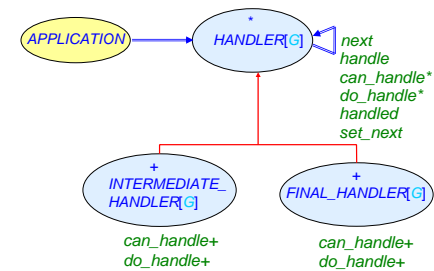 *
APPLICATION
HANDLER[G]
next
handle
can_handle*
do_handle*
handled
set_next
+
INTERMEDIATE_
HANDLER[G]
+
FINAL_HANDLER[G]
can_handle+
do_handle+
can_handle+
do_handle+